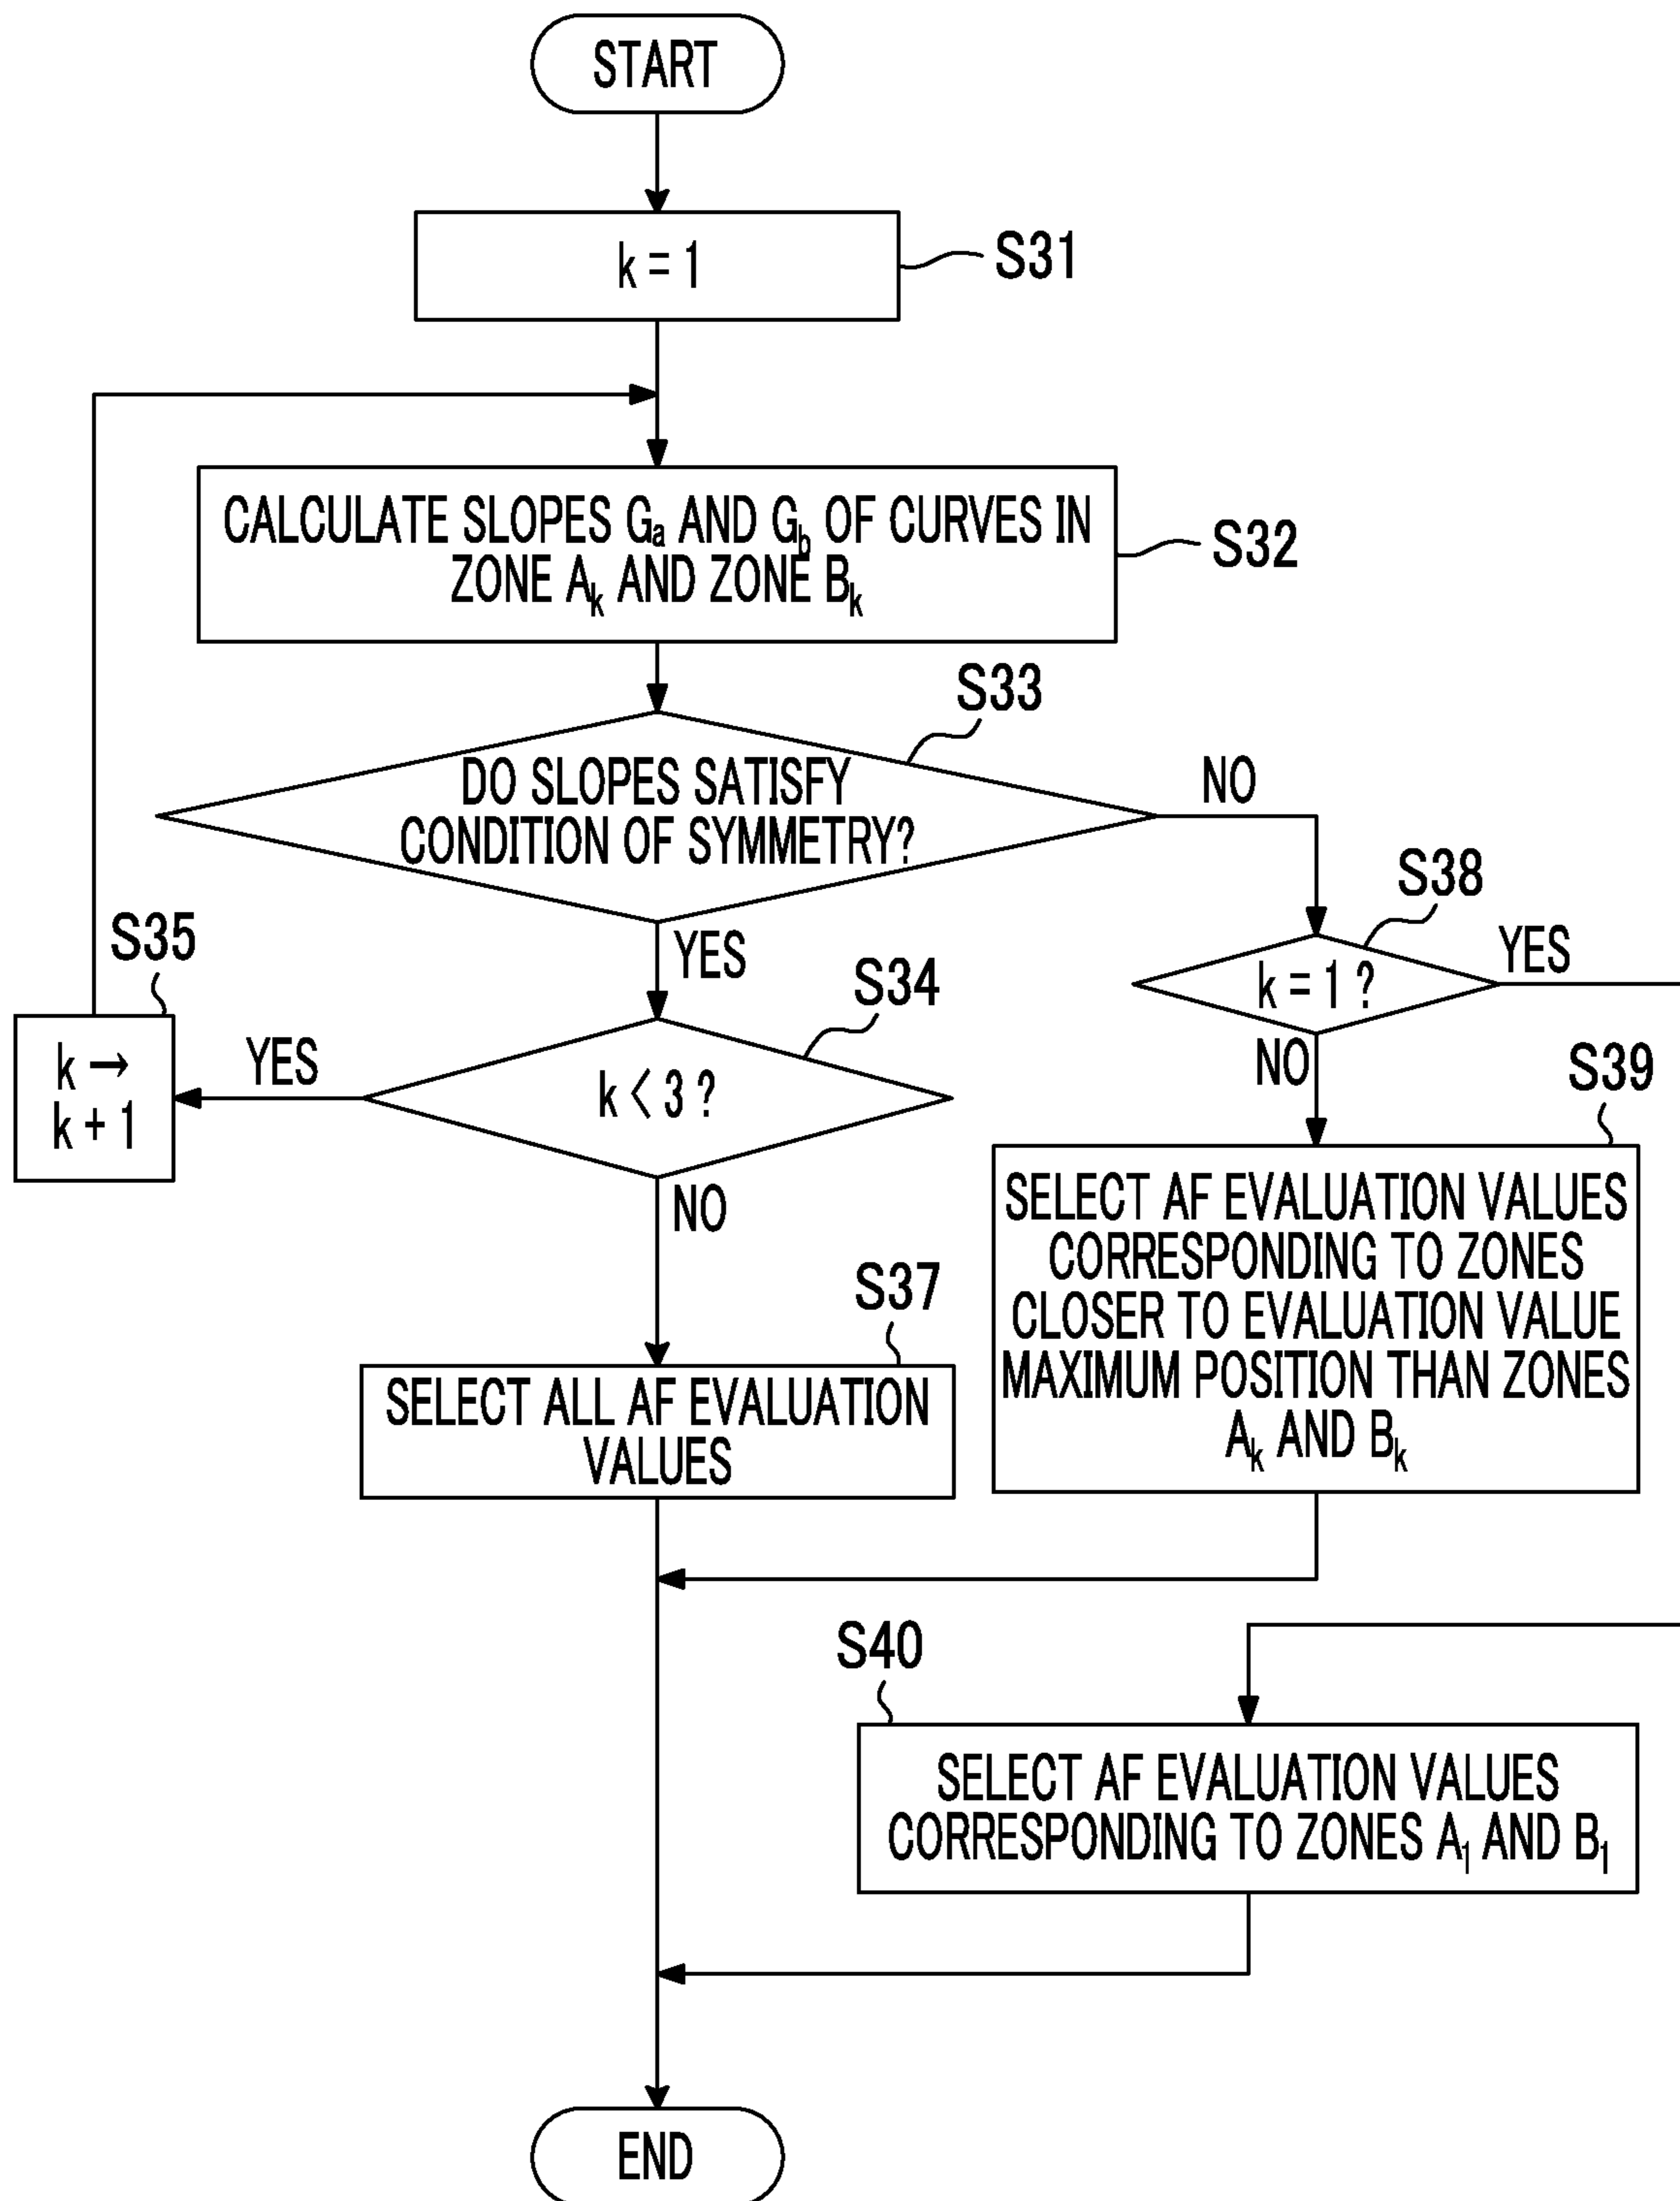 START
k = 1
S31
CALCULATE SLOPES Ga AND Gb OF CURVES IN
ZONE Ak AND ZONE Bk
S32
S33
DO SLOPES SATISFY
CONDITION OF SYMMETRY?
NO
YES
S38
k = 1 ?
YES
NO
S35
k →
k + 1
YES
S34
k < 3 ?
NO
S39
SELECT AF EVALUATION VALUES
CORRESPONDING TO ZONES
CLOSER TO EVALUATION VALUE
MAXIMUM POSITION THAN ZONES
Ak AND Bk
S37
SELECT ALL AF EVALUATION
VALUES
S40
SELECT AF EVALUATION VALUES
CORRESPONDING TO ZONES A1 AND B1
END